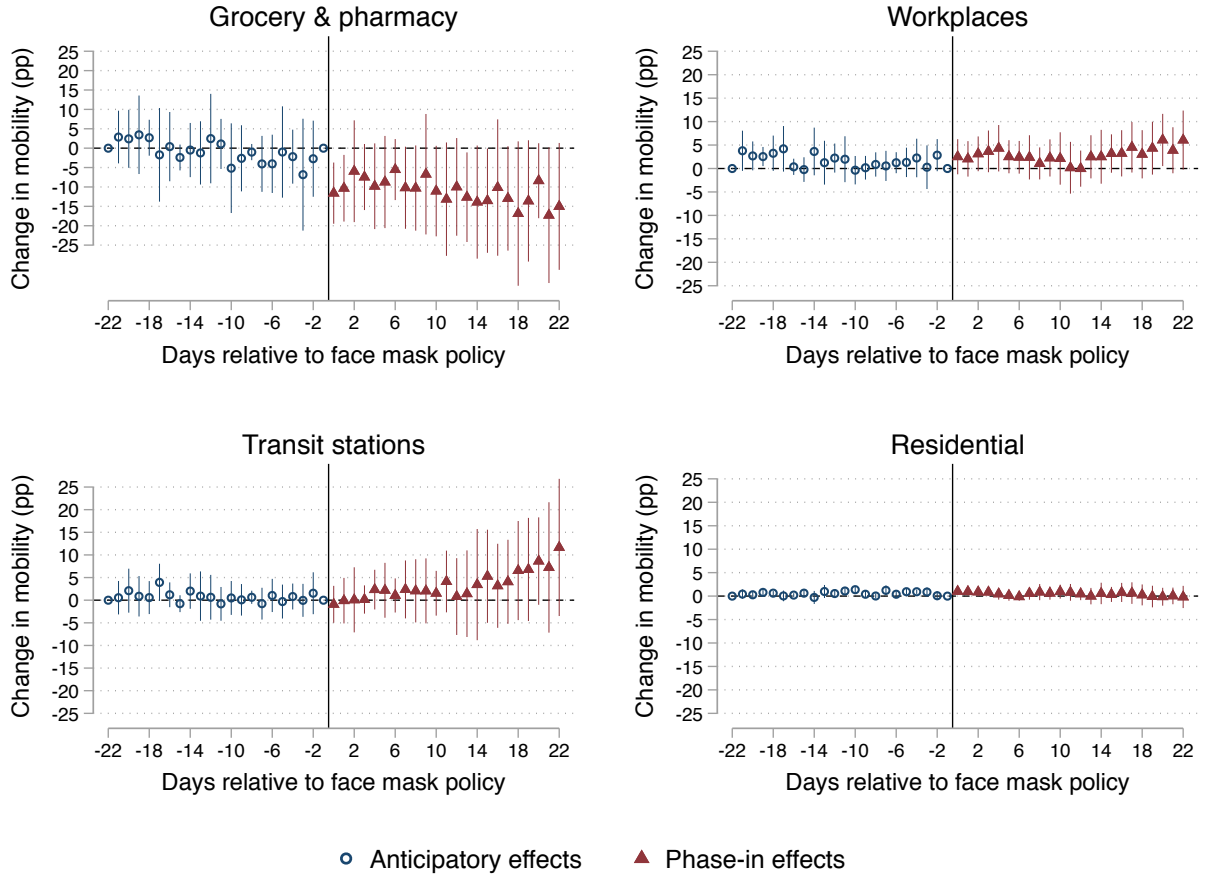 Grocery & pharmacy
Change in mobility (pp)
25
20
15
10
5
0
-5
-10
-15
-20
-25
-22 -18 -14 -10 -6 -2 2 6 10 14 18 22
Days relative to face mask policy
Workplaces
Change in mobility (pp)
25
20
15
10
5
0
-5
-10
-15
-20
-25
-22 -18 -14 -10 -6 -2 2 6 10 14 18 22
Days relative to face mask policy
Transit stations
Change in mobility (pp)
25
20
15
10
5
0
-5
-10
-15
-20
-25
-22 -18 -14 -10 -6 -2 2 6 10 14 18 22
Days relative to face mask policy
Residential
Change in mobility (pp)
25
20
15
10
5
0
-5
-10
-15
-20
-25
-22 -18 -14 -10 -6 -2 2 6 10 14 18 22
Days relative to face mask policy
Anticipatory effects Phase-in effects